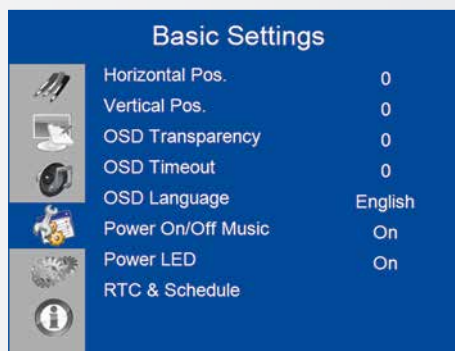 Basic Settings
Horizontal Pos. 0
Vertical Pos. 0
OSD Transparency 0
OSD Timeout 0
OSD Language English
Power On/Off Music On
Power LED On
RTC & Schedule